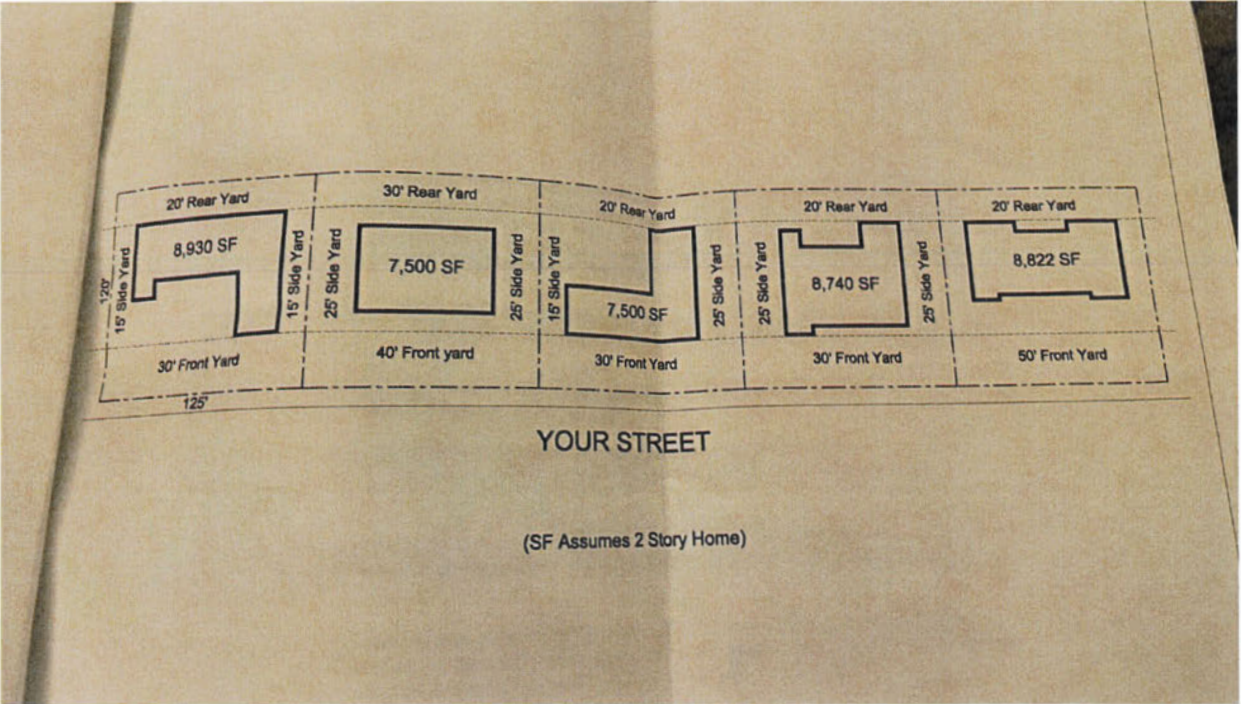 20' Rear Yard
30' Rear Yard
20' Rear Yard
20' Rear Yard
20' Rear Yard
120'
15' Side Yard
8,930 SF
15' Side Yard
25' Side Yard
7,500 SF
25' Side Yard
15' Side Yard
7,500 SF
25' Side Yard
25' Side Yard
8,740 SF
25' Side Yard
8,822 SF
30' Front Yard
40' Front yard
30' Front Yard
30' Front Yard
50' Front Yard
125'
YOUR STREET
(SF Assumes 2 Story Home)